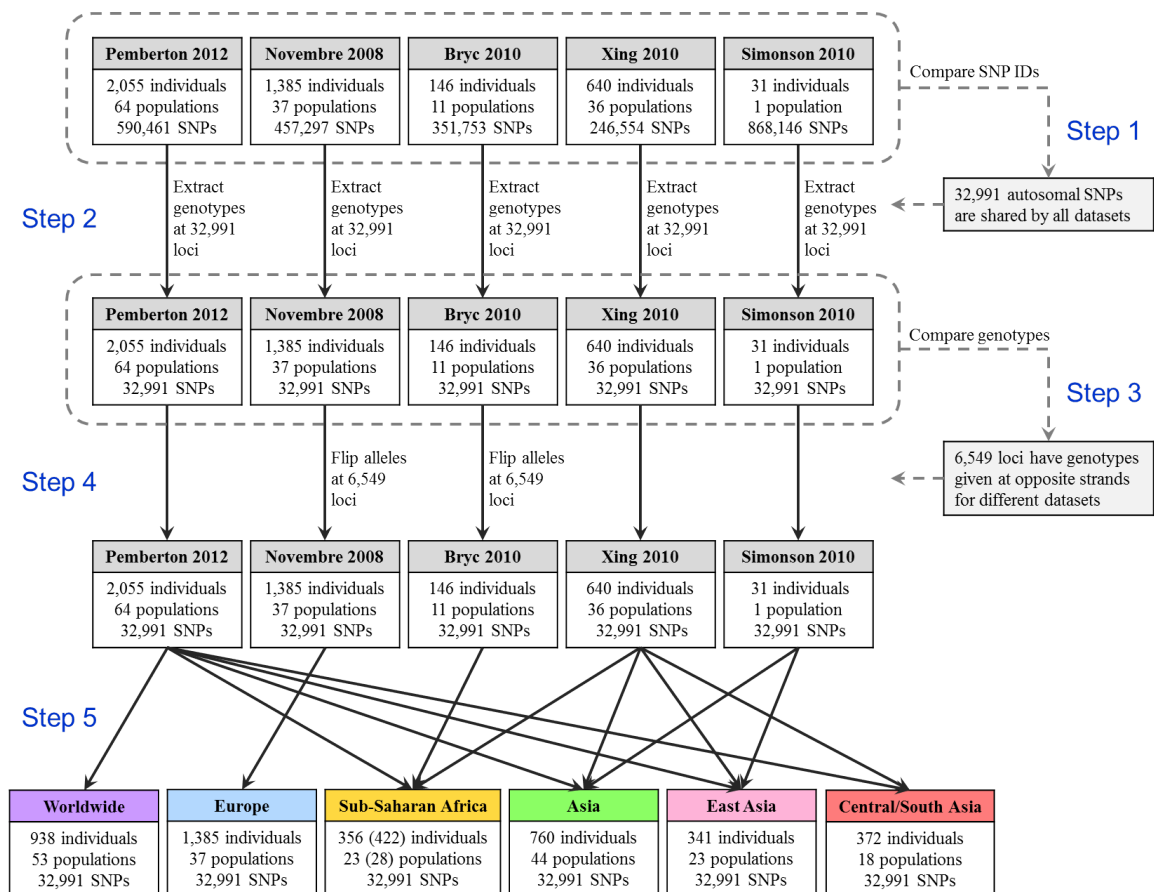 Pemberton 2012
2,055 individuals
64 populations
590,461 SNPs
Novembre 2008
1,385 individuals
37 populations
457,297 SNPs
Bryc 2010
146 individuals
11 populations
351,753 SNPs
Xing 2010
640 individuals
36 populations
246,554 SNPs
Simonson 2010
31 individuals
1 population
868,146 SNPs
Compare SNP IDs
Step 1
32,991 autosomal SNPs
are shared by all datasets
Step 2
Extract
genotypes
at 32,991
loci
Extract
genotypes
at 32,991
loci
Extract
genotypes
at 32,991
loci
Extract
genotypes
at 32,991
loci
Extract
genotypes
at 32,991
loci
Pemberton 2012
2,055 individuals
64 populations
32,991 SNPs
Novembre 2008
1,385 individuals
37 populations
32,991 SNPs
Bryc 2010
146 individuals
11 populations
32,991 SNPs
Xing 2010
640 individuals
36 populations
32,991 SNPs
Simonson 2010
31 individuals
1 population
32,991 SNPs
Compare genotypes
Step 3
6,549 loci have genotypes
given at opposite strands
for different datasets
Step 4
Flip alleles
at 6,549
loci
Flip alleles
at 6,549
loci
Pemberton 2012
2,055 individuals
64 populations
32,991 SNPs
Novembre 2008
1,385 individuals
37 populations
32,991 SNPs
Bryc 2010
146 individuals
11 populations
32,991 SNPs
Xing 2010
640 individuals
36 populations
32,991 SNPs
Simonson 2010
31 individuals
1 population
32,991 SNPs
Step 5
Worldwide
938 individuals
53 populations
32,991 SNPs
Europe
1,385 individuals
37 populations
32,991 SNPs
Sub-Saharan Africa
356 (422) individuals
23 (28) populations
32,991 SNPs
Asia
760 individuals
44 populations
32,991 SNPs
East Asia
341 individuals
23 populations
32,991 SNPs
Central/South Asia
372 individuals
18 populations
32,991 SNPs